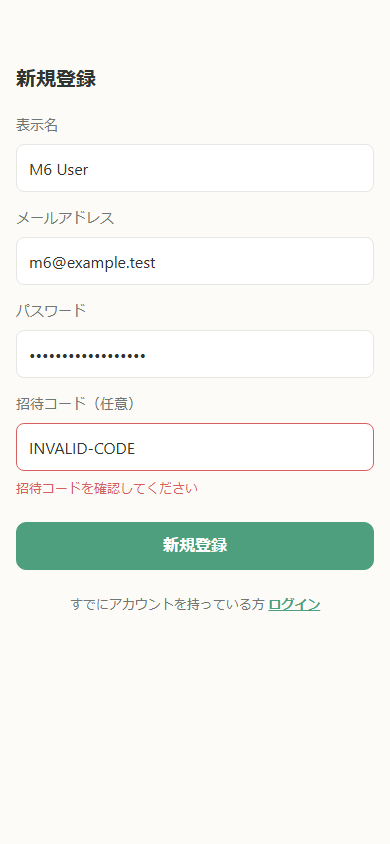 新規登録
表示名
M6 User
メールアドレス
m6@example.test
パスワード
••••••••••••••••••
招待コード（任意）
INVALID-CODE
招待コードを確認してください
新規登録
すでにアカウントを持っている方 ログイン